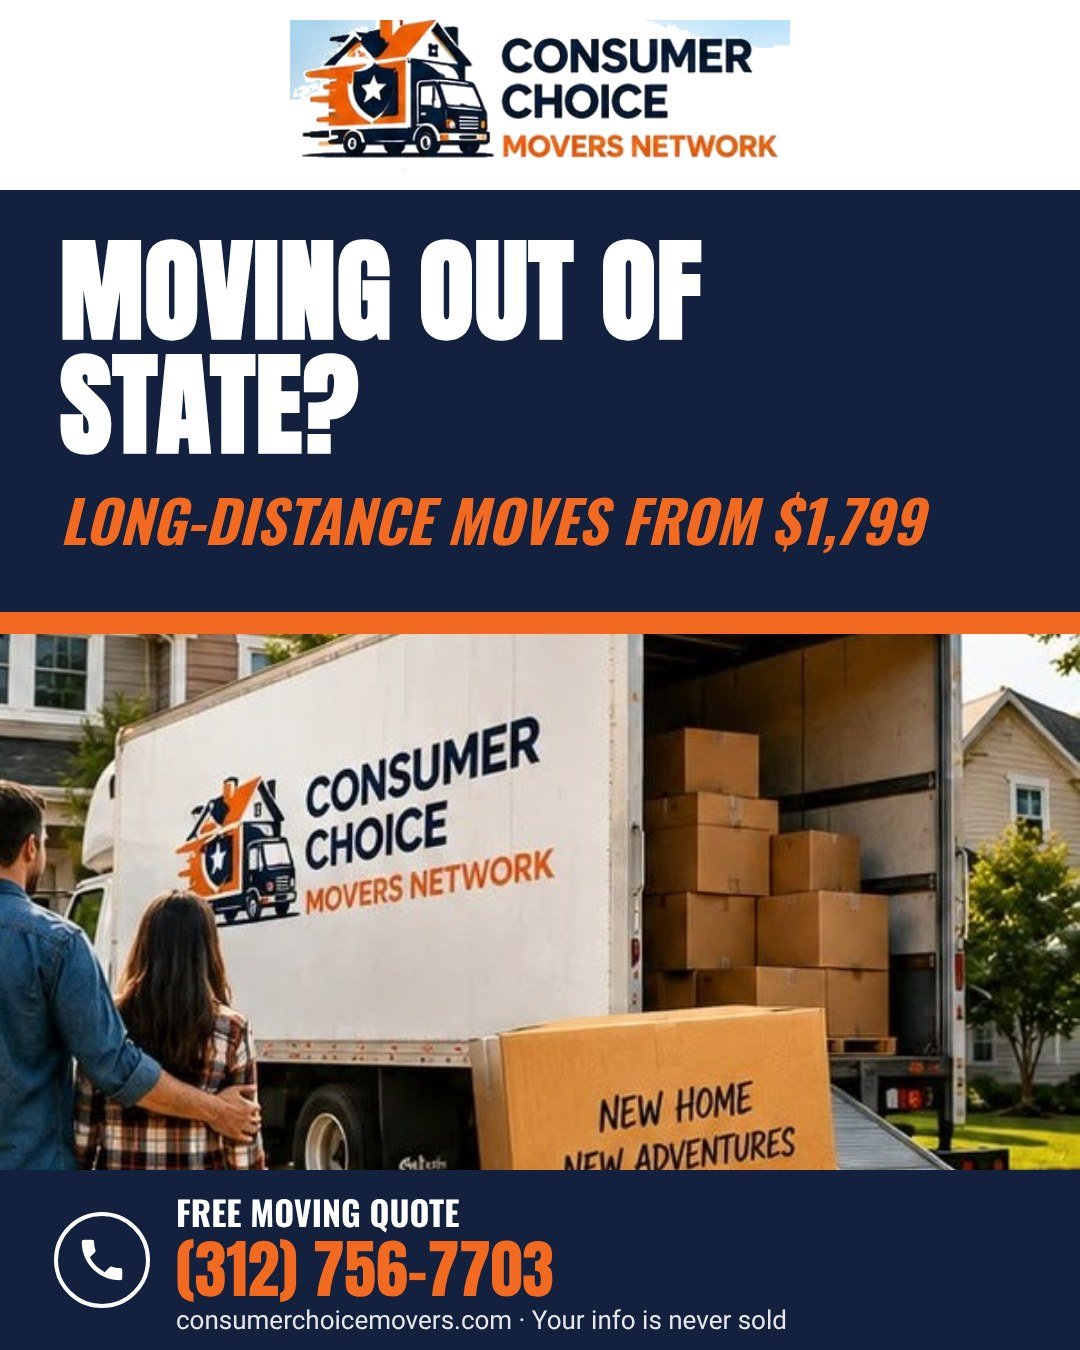 CONSUMER
CHOICE
MOVERS NETWORK
MOVING OUT OF
STATE?
LONG-DISTANCE MOVES FROM $1,799
CONSUMER
CHOICE
MOVERS NETWORK
NEW HOME
NEW ADVENTURES
FREE MOVING QUOTE
(312) 756-7703
consumerchoicemovers.com · Your info is never sold